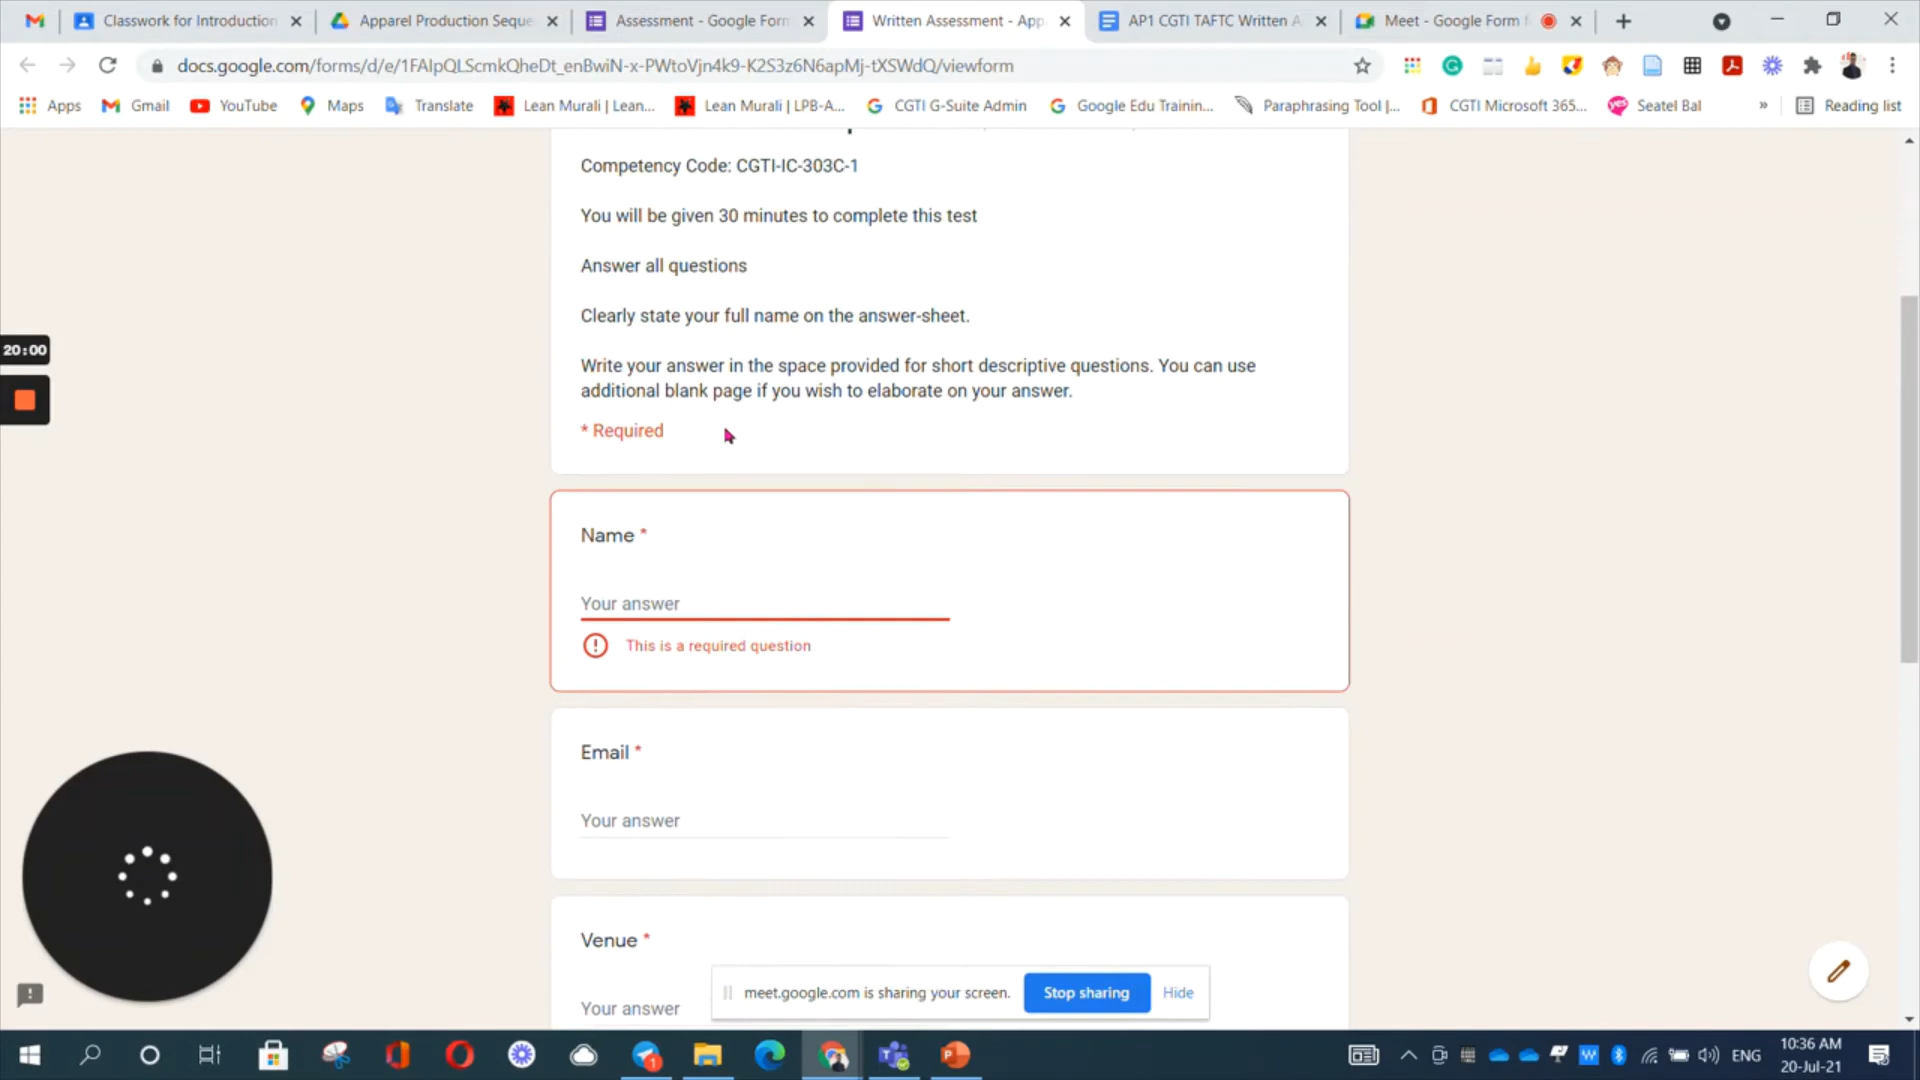 Classwork for Introduction
Apparel Production Seque
Assessment - Google Form
Written Assessment - App
AP1 CGTI TAFTC Written A
Meet - Google Form f
docs.google.com/forms/d/e/1FAIpQLScmkQheDt_enBwiN-x-PWtoVjn4k9-K2S3z6N6apMj-tXSWdQ/viewform
Apps
Gmail
YouTube
Maps
Translate
Lean Murali | Lean...
Lean Murali | LPB-A...
CGTI G-Suite Admin
Google Edu Trainin...
Paraphrasing Tool |...
CGTI Microsoft 365...
Seatel Bal
»
Reading list
Competency Code: CGTI-IC-303C-1
You will be given 30 minutes to complete this test
Answer all questions
Clearly state your full name on the answer-sheet.
20:00
Write your answer in the space provided for short descriptive questions. You can use
additional blank page if you wish to elaborate on your answer.
* Required
Name *
Your answer
This is a required question
Email *
Your answer
Venue *
Your answer
meet.google.com is sharing your screen.
Stop sharing
Hide
ENG
10:36 AM
20-Jul-21